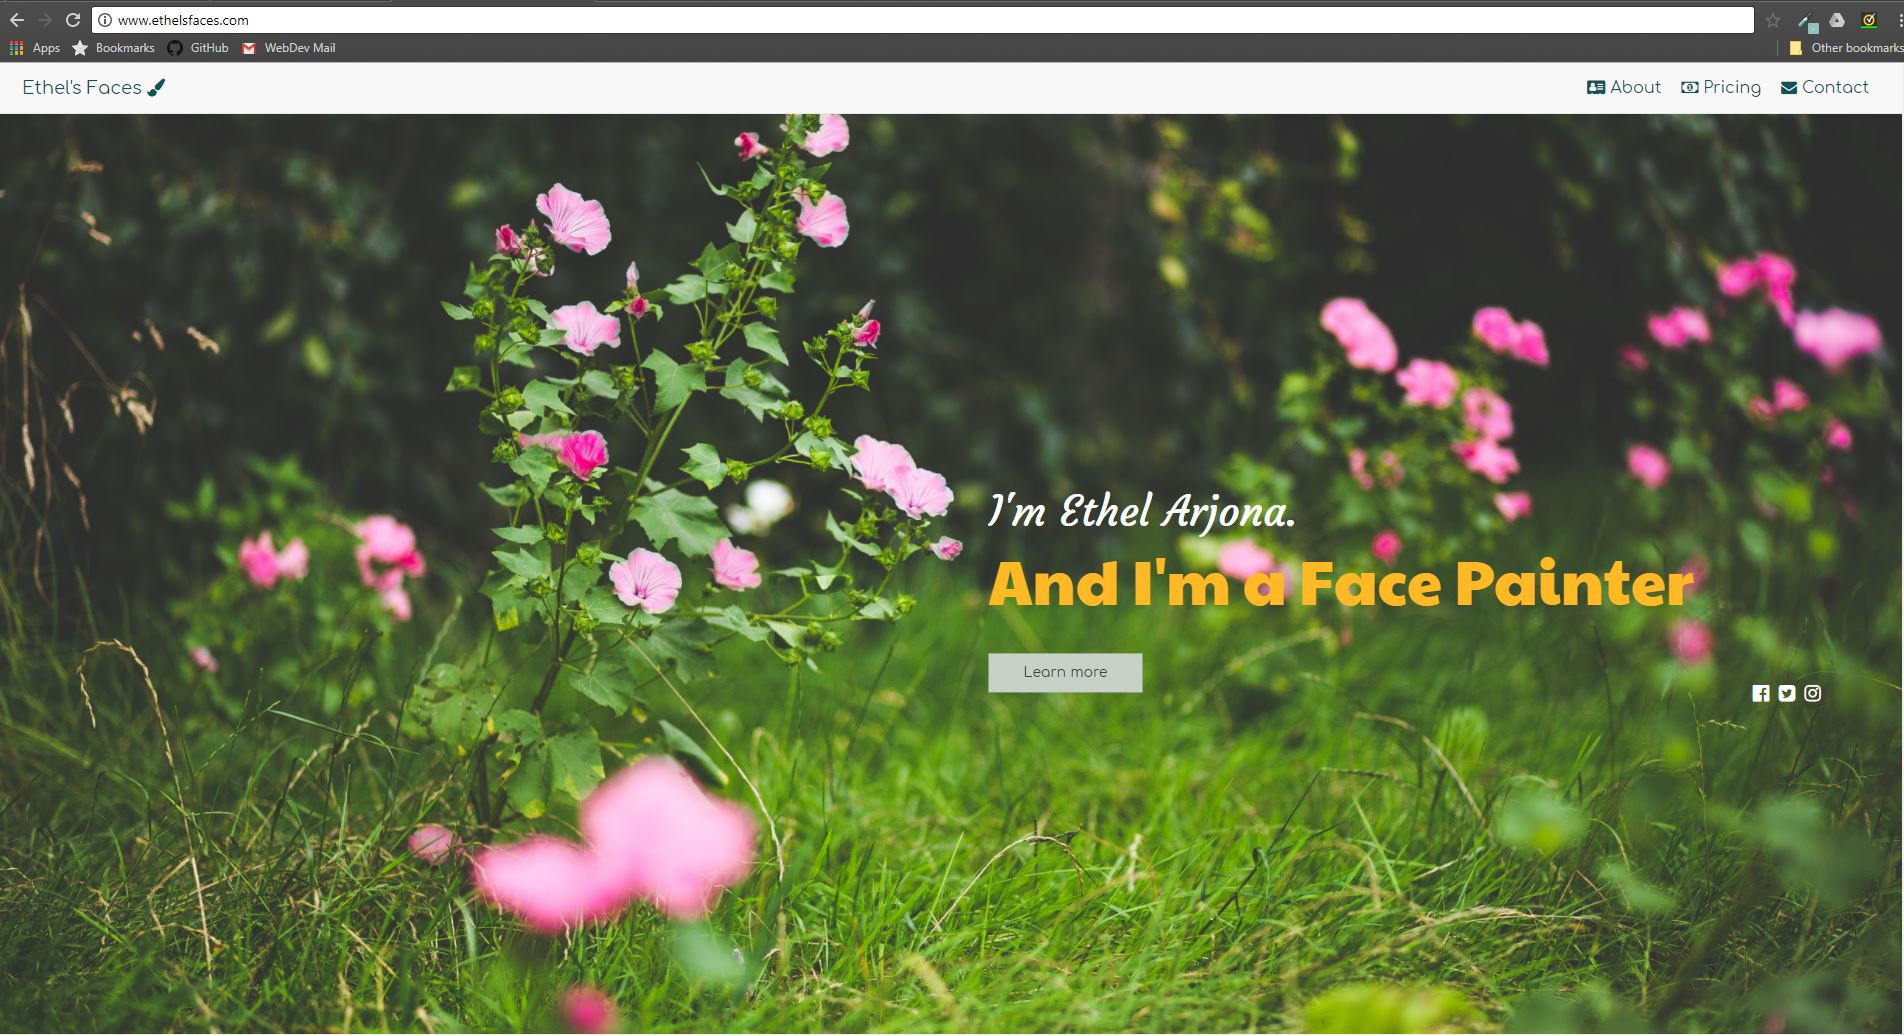 www.ethelsfaces.com
Apps Bookmarks GitHub WebDev Mail Other bookmarks
Ethel's Faces About Pricing Contact
I'm Ethel Arjona.
And I'm a Face Painter
Learn more